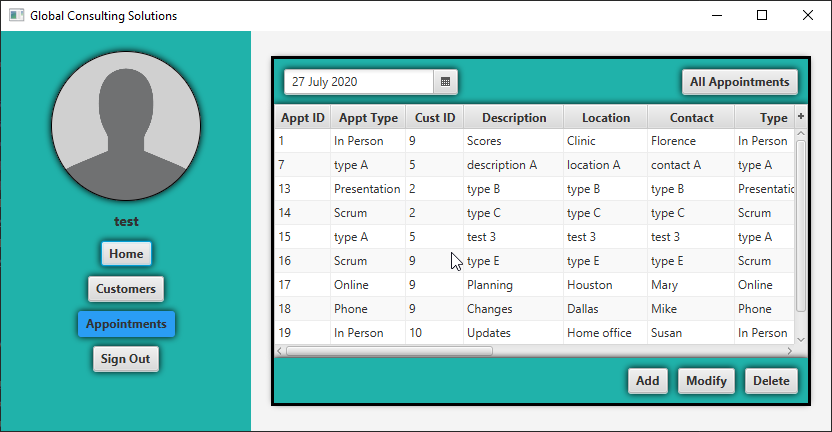 Global Consulting Solutions
test
Home
Customers
Appointments
Sign Out
27 July 2020 All Appointments
Appt ID Appt Type Cust ID Description Location Contact Type +
1 In Person 9 Scores Clinic Florence In Person
7 type A 5 description A location A contact A type A
13 Presentation 2 type B type B type B Presentatic
14 Scrum 2 type C type C type C Scrum
15 type A 5 test 3 test 3 test 3 type A
16 Scrum 9 type E type E type E Scrum
17 Online 9 Planning Houston Mary Online
18 Phone 9 Changes Dallas Mike Phone
19 In Person 10 Updates Home office Susan In Person
Add Modify Delete